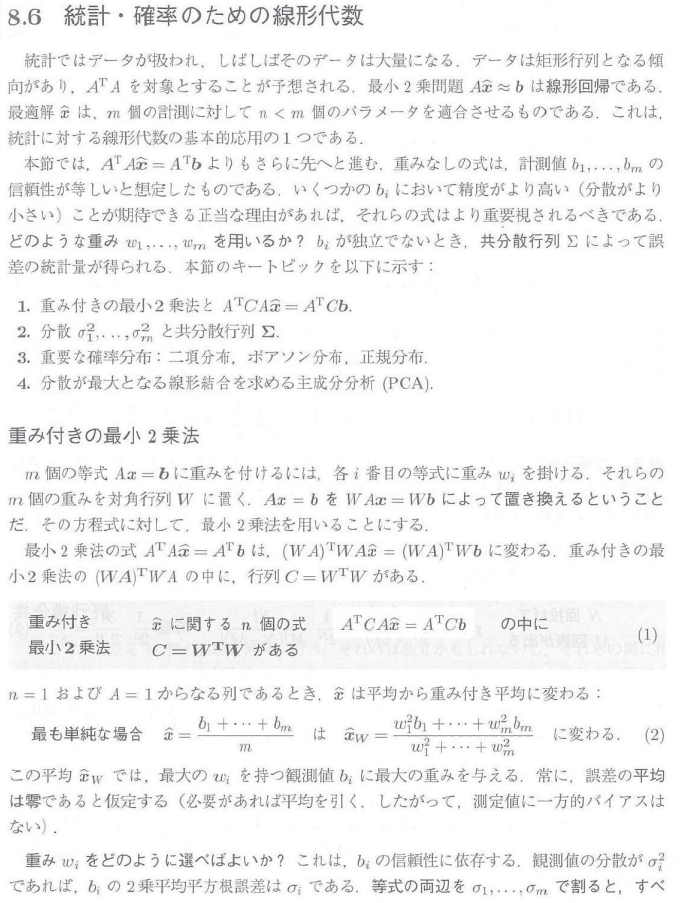 8.6 統計・確率のための線形代数
統計ではデータが扱われ，しばしばそのデータは大量になる．データは矩形行列となる傾
向があり，AᵀA を対象とすることが予想される．最小2乗問題 Ax̂ ≈ b は線形回帰である．
最適解 x̂ は，m 個の計測に対して n < m 個のパラメータを適合させるものである．これは，
統計に対する線形代数の基本的応用の1つである．
本節では，AᵀAx̂ = Aᵀb よりもさらに先へと進む．重みなしの式は，計測値 b₁,...,bₘ の
信頼性が等しいと想定したものである．いくつかの bᵢ において精度がより高い（分散がより
小さい）ことが期待できる正当な理由があれば，それらの式はより重要視されるべきである．
どのような重み w₁,..., wₘ を用いるか？ bᵢ が独立でないとき，共分散行列 Σ によって誤
差の統計量が得られる．本節のキートピックを以下に示す：
1. 重み付きの最小2乗法と AᵀCAx̂ = AᵀCb.
2. 分散 σ₁²,...,σₘ² と共分散行列 Σ.
3. 重要な確率分布：二項分布，ポアソン分布，正規分布．
4. 分散が最大となる線形結合を求める主成分分析 (PCA).
重み付きの最小2乗法
m 個の等式 Ax = b に重みを付けるには，各 i 番目の等式に重み wᵢ を掛ける．それらの
m 個の重みを対角行列 W に置く．Ax = b を WAx = Wb によって置き換えるということ
だ．その方程式に対して，最小2乗法を用いることにする．
最小2乗法の式 AᵀAx̂ = Aᵀb は，(WA)ᵀWAx̂ = (WA)ᵀWb に変わる．重み付きの最
小2乗法の (WA)ᵀWA の中に，行列 C = WᵀW がある．
重み付き x̂ に関する n 個の式 AᵀCAx̂ = AᵀCb の中に
最小2乗法 C = WᵀW がある (1)
n = 1 および A = 1 からなる列であるとき，x̂ は平均から重み付き平均に変わる：
最も単純な場合 x̂ = (b₁ + ··· + bₘ)/m は x̂_W = (w₁²b₁ + ··· + wₘ²bₘ)/(w₁² + ··· + wₘ²) に変わる． (2)
この平均 x̂_W では，最大の wᵢ を持つ観測値 bᵢ に最大の重みを与える．常に，誤差の平均
は零であると仮定する（必要があれば平均を引く．したがって，測定値に一方的バイアスは
ない）．
重み wᵢ をどのように選べばよいか？ これは，bᵢ の信頼性に依存する．観測値の分散が σᵢ²
であれば，bᵢ の2乗平均平方根誤差は σᵢ である．等式の両辺を σ₁,...,σₘ で割ると，すべ